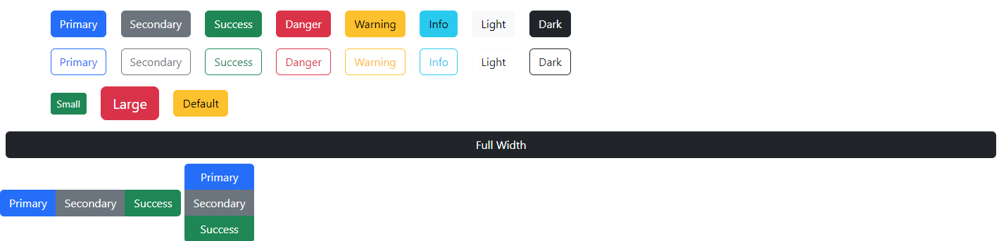 Primary Secondary Success Danger Warning Info Light Dark
Primary Secondary Success Danger Warning Info Light Dark
Small Large Default
Full Width
Primary Secondary Success
Primary
Secondary
Success